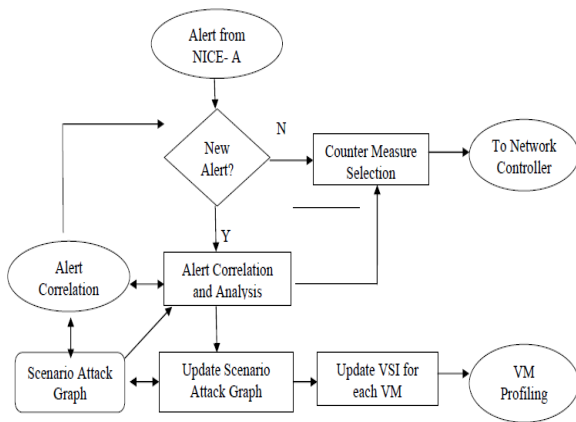 Alert from
NICE- A
New
Alert?
N
Counter Measure
Selection
To Network
Controller
Y
Alert
Correlation
Alert Correlation
and Analysis
Scenario Attack
Graph
Update Scenario
Attack Graph
Update VSI for
each VM
VM
Profiling